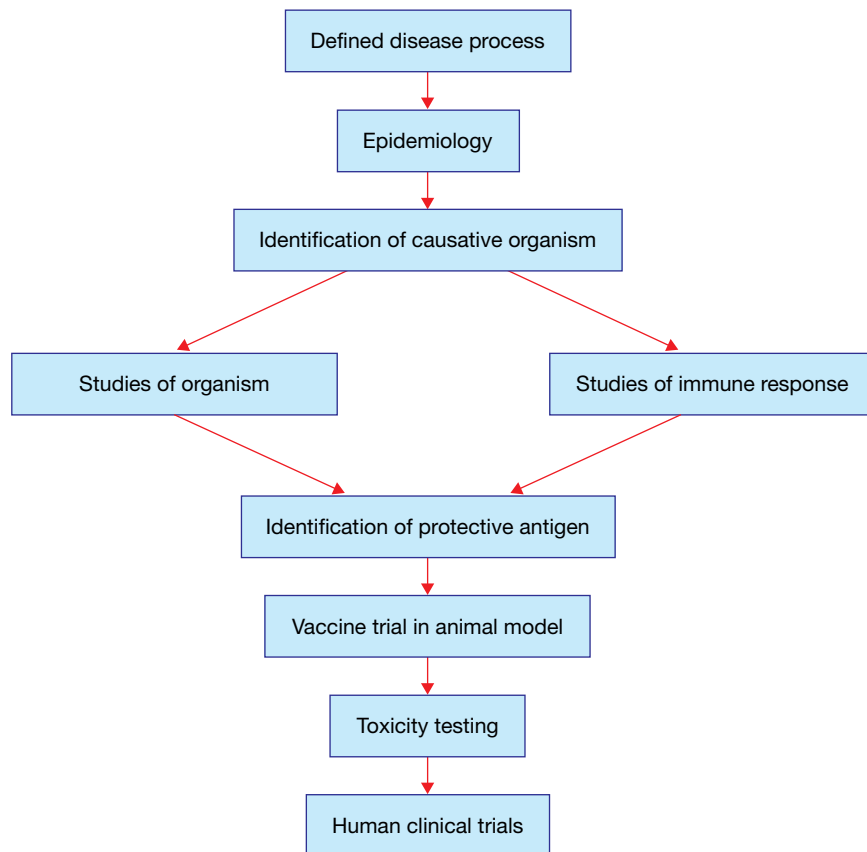 Defined disease process
Epidemiology
Identification of causative organism
Studies of organism
Studies of immune response
Identification of protective antigen
Vaccine trial in animal model
Toxicity testing
Human clinical trials